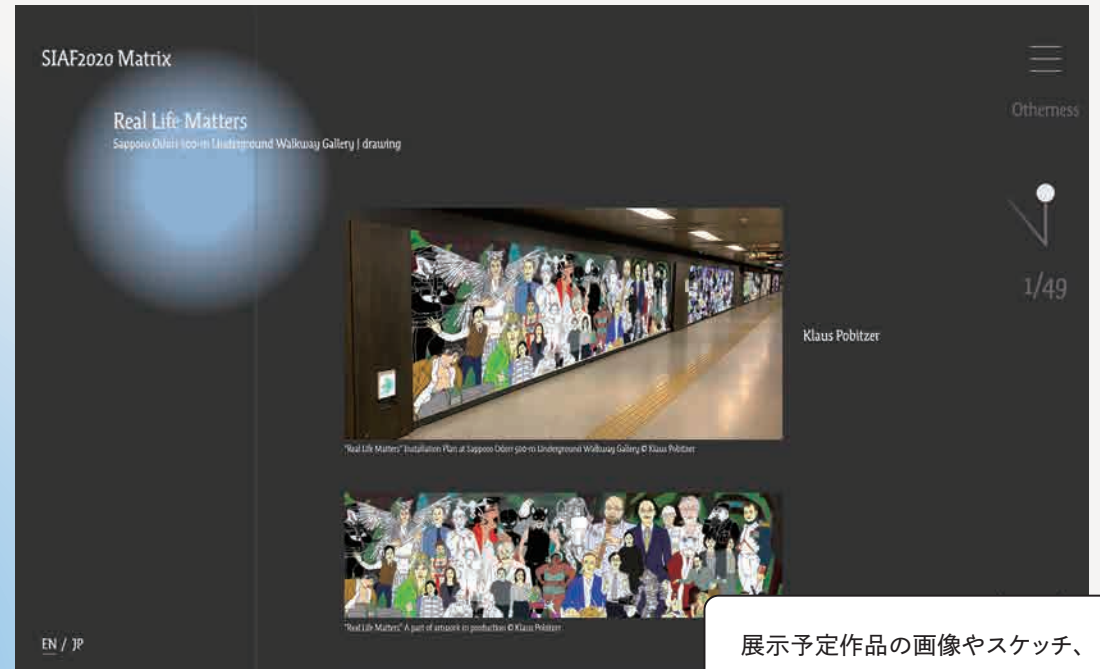 SIAF2020 Matrix
Otherness
Real Life Matters
Sapporo Odori 500-m Underground Walkway Gallery | drawing
1/49
Klaus Pobitzer
"Real Life Matters" Installation Plan at Sapporo Odori 500-m Underground Walkway Gallery © Klaus Pobitzer
"Real Life Matters" A part of artwork in production © Klaus Pobitzer
EN / JP
展示予定作品の画像やスケッチ、